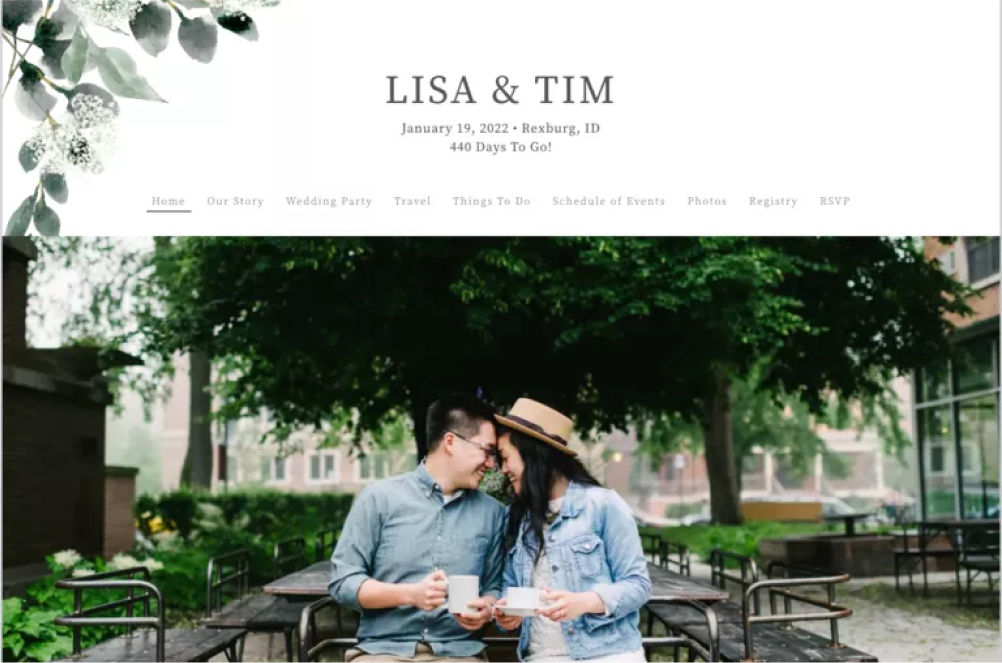 LISA & TIM
January 19, 2022 • Rexburg, ID
440 Days To Go!
Home Our Story Wedding Party Travel Things To Do Schedule of Events Photos Registry RSVP